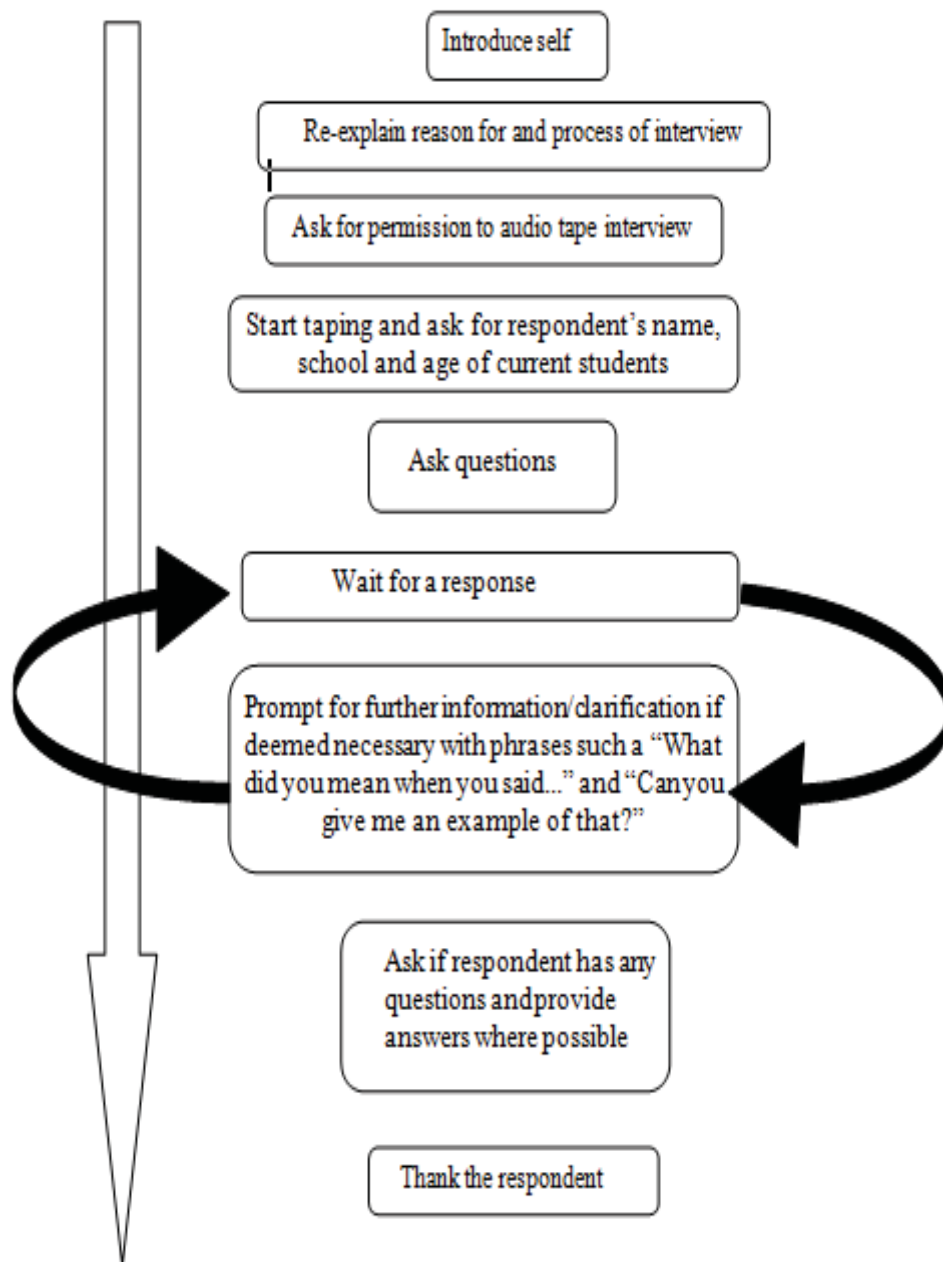 Introduce self
Re-explain reason for and process of interview
Ask for permission to audio tape interview
Start taping and ask for respondent’s name,
school and age of current students
Ask questions
Wait for a response
Prompt for further information/clarification if
deemed necessary with phrases such a “What
did you mean when you said...” and “Can you
give me an example of that?”
Ask if respondent has any
questions and provide
answers where possible
Thank the respondent